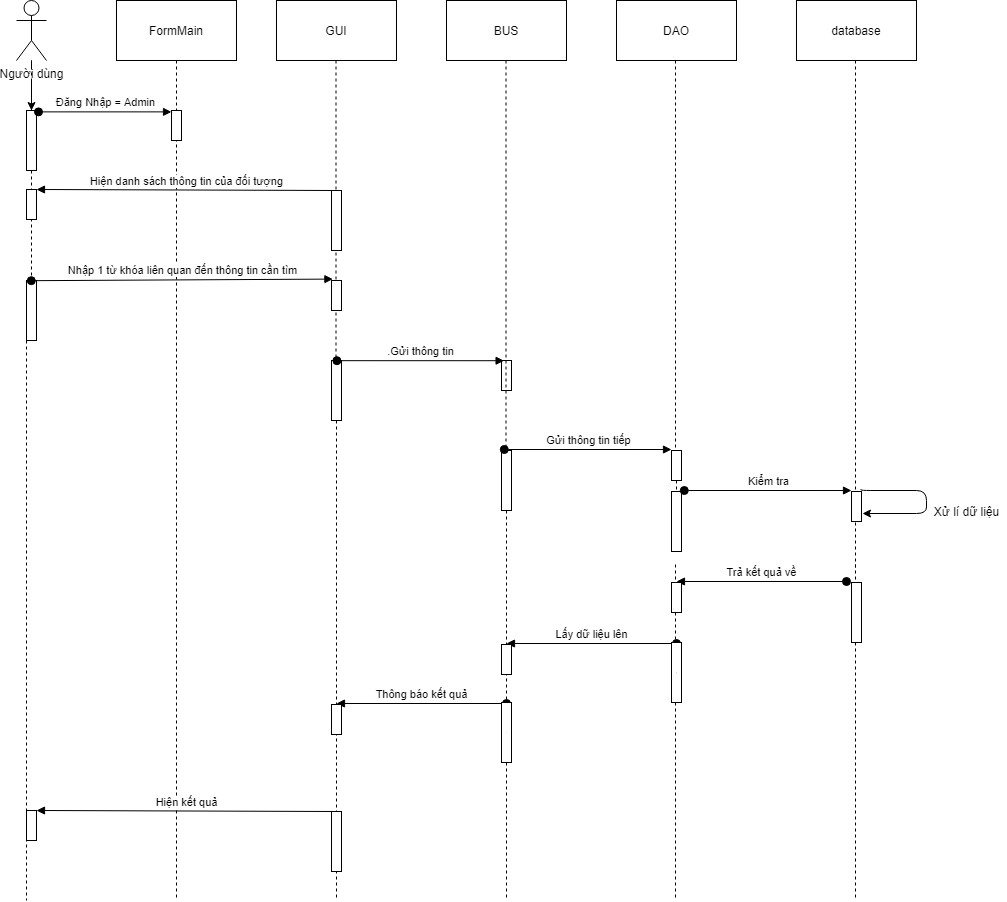 FormMain
GUI
BUS
DAO
database
Người dùng
Đăng Nhập = Admin
Hiện danh sách thông tin của đối tượng
Nhập 1 từ khóa liên quan đến thông tin cần tìm
.Gửi thông tin
Gửi thông tin tiếp
Kiểm tra
Xử lí dữ liệu
Trả kết quả về
Lấy dữ liệu lên
Thông báo kết quả
Hiện kết quả